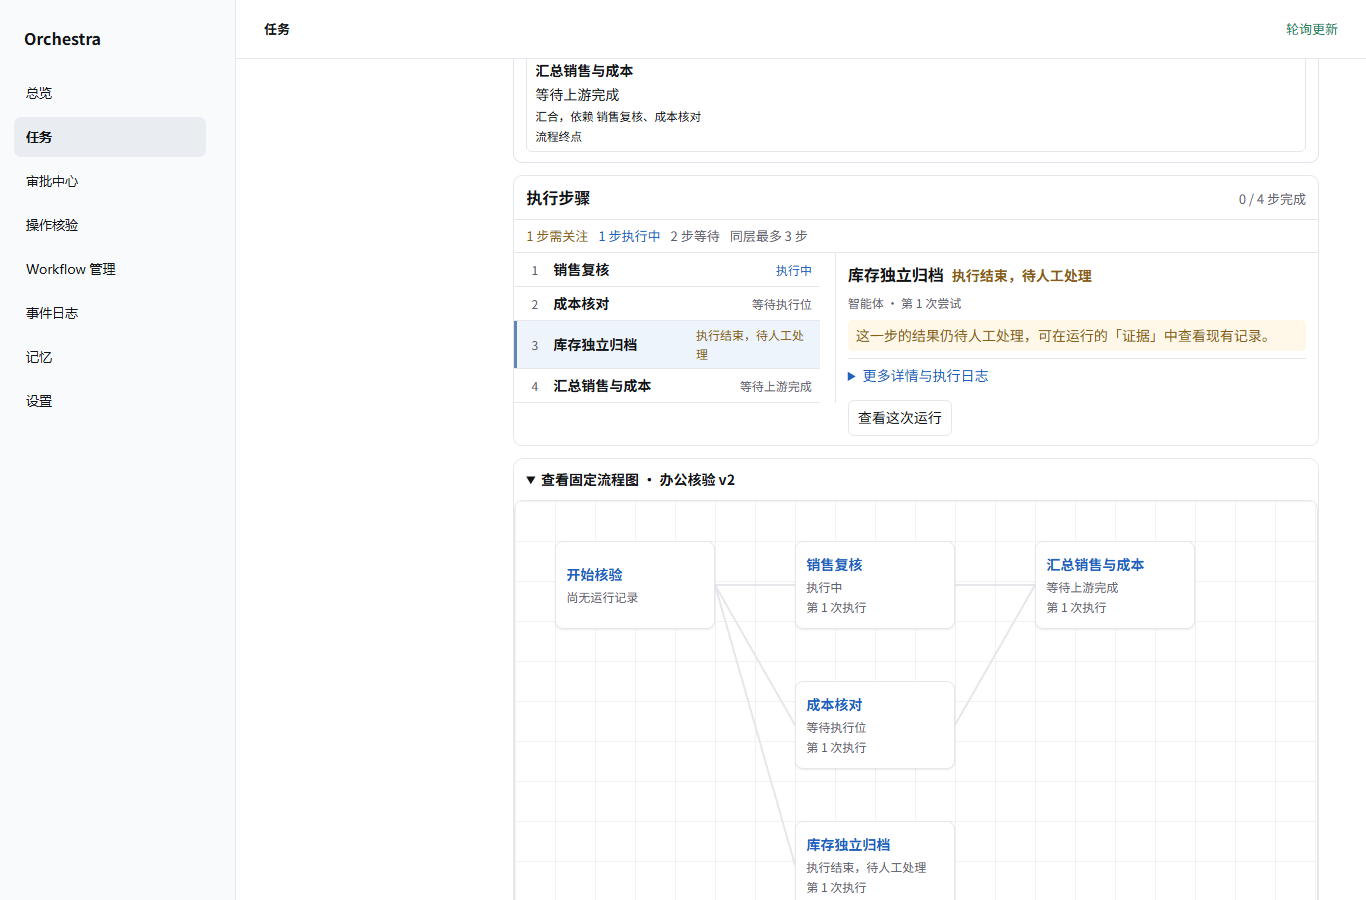 Orchestra
总览
任务
审批中心
操作核验
Workflow 管理
事件日志
记忆
设置
任务
轮询更新
汇总销售与成本
等待上游完成
汇合，依赖 销售复核、成本核对
流程终点
执行步骤
0 / 4 步完成
1 步需关注 1 步执行中 2 步等待 同层最多 3 步
1 销售复核 执行中
2 成本核对 等待执行位
3 库存独立归档 执行结束，待人工处
理
4 汇总销售与成本 等待上游完成
库存独立归档 执行结束，待人工处理
智能体 · 第 1 次尝试
这一步的结果仍待人工处理，可在运行的「证据」中查看现有记录。
▶ 更多详情与执行日志
查看这次运行
▼ 查看固定流程图 · 办公核验 v2
开始核验
尚无运行记录
销售复核
执行中
第 1 次执行
汇总销售与成本
等待上游完成
第 1 次执行
成本核对
等待执行位
第 1 次执行
库存独立归档
执行结束，待人工处理
第 1 次执行